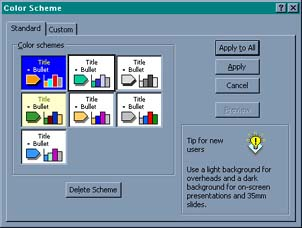 Color Scheme
Standard
Custom
Color schemes
Title
• Bullet
Title
• Bullet
Title
• Bullet
Title
• Bullet
Title
• Bullet
Title
• Bullet
Title
• Bullet
Delete Scheme
Apply to All
Apply
Cancel
Preview
Tip for new
users
Use a light background for
overheads and a dark
background for on-screen
presentations and 35mm
slides.